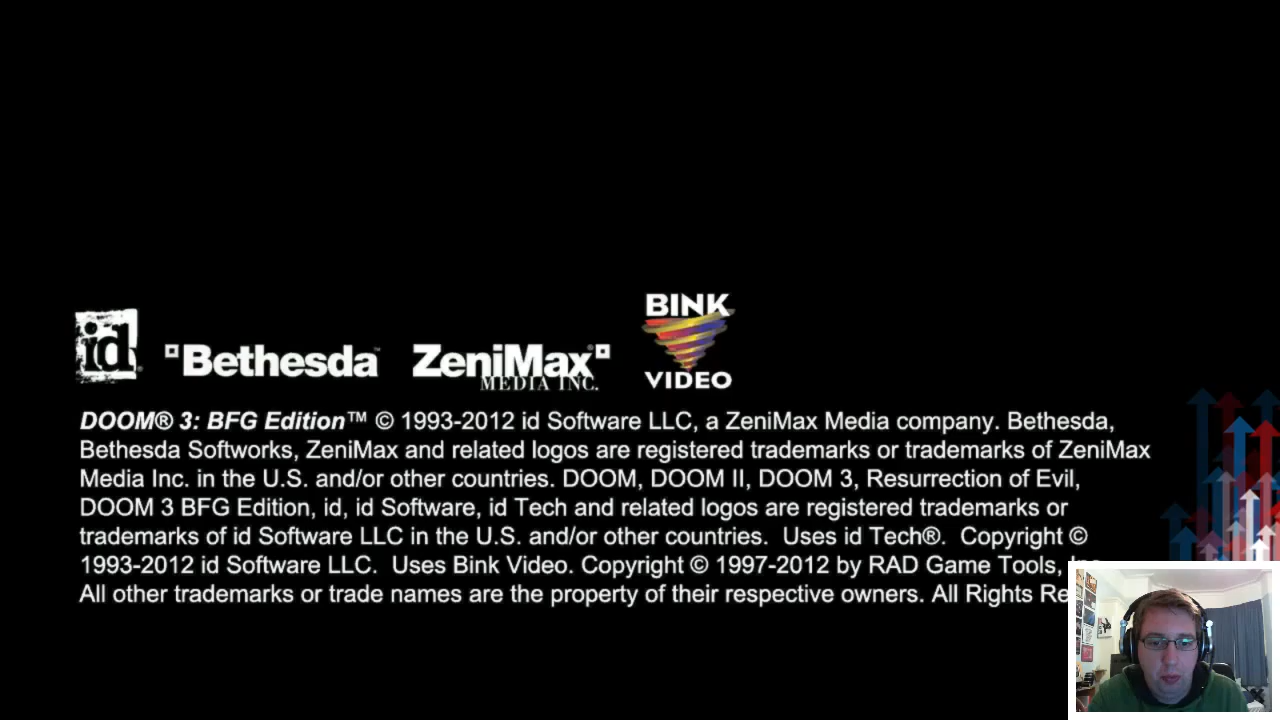 id
Bethesda™
ZeniMax®
MEDIA INC.
BINK
VIDEO
DOOM® 3: BFG Edition™ © 1993-2012 id Software LLC, a ZeniMax Media company. Bethesda,
Bethesda Softworks, ZeniMax and related logos are registered trademarks or trademarks of ZeniMax
Media Inc. in the U.S. and/or other countries. DOOM, DOOM II, DOOM 3, Resurrection of Evil,
DOOM 3 BFG Edition, id, id Software, id Tech and related logos are registered trademarks or
trademarks of id Software LLC in the U.S. and/or other countries.  Uses id Tech®.  Copyright ©
1993-2012 id Software LLC.  Uses Bink Video. Copyright © 1997-2012 by RAD Game Tools,
All other trademarks or trade names are the property of their respective owners. All Rights